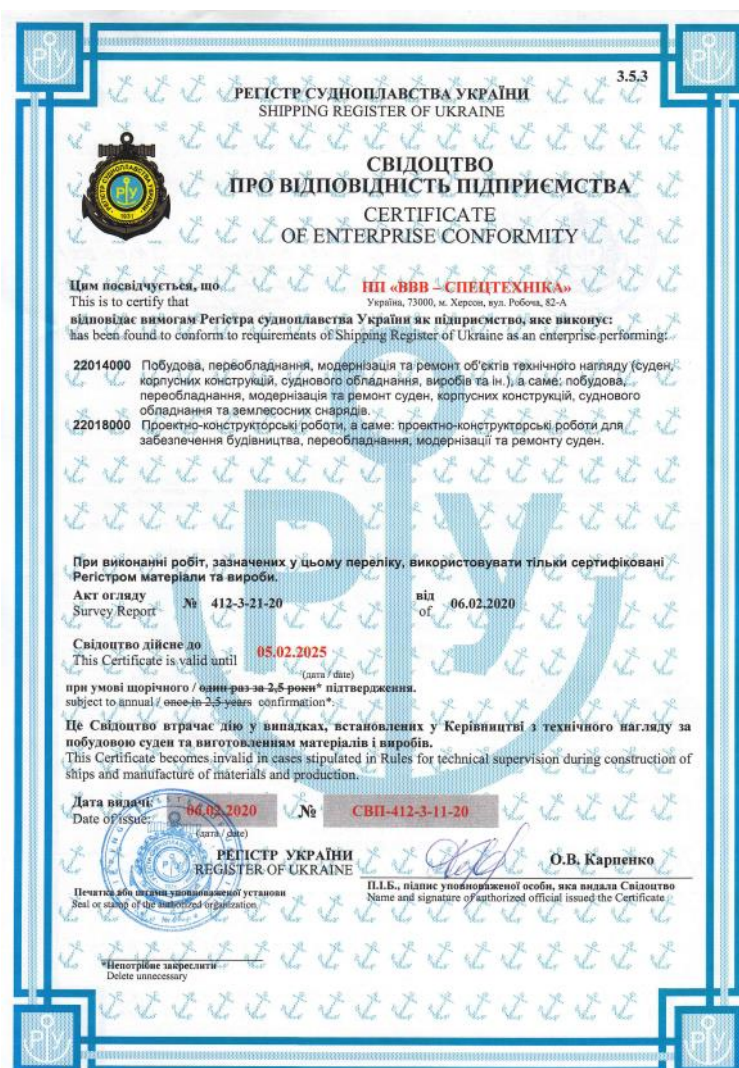 3.5.3
РЕГІСТР СУДНОПЛАВСТВА УКРАЇНИ
SHIPPING REGISTER OF UKRAINE
СВІДОЦТВО
ПРО ВІДПОВІДНІСТЬ ПІДПРИЄМСТВА
CERTIFICATE
OF ENTERPRISE CONFORMITY
Цим посвідчується, що НП «ВВВ – СПЕЦТЕХНІКА»
This is to certify that Україна, 73000, м. Херсон, вул. Робоча, 82-А
відповідає вимогам Регістра судноплавства України як підприємство, яке виконує:
has been found to conform to requirements of Shipping Register of Ukraine as an enterprise performing:
22014000 Побудова, переобладнання, модернізація та ремонт об'єктів технічного нагляду (суден,
корпусних конструкцій, суднового обладнання, виробів та ін.), а саме: побудова,
переобладнання, модернізація та ремонт суден, корпусних конструкцій, суднового
обладнання та землесосних снарядів.
22018000 Проектно-конструкторські роботи, а саме: проектно-конструкторські роботи для
забезпечення будівництва, переобладнання, модернізації та ремонту суден.
При виконанні робіт, зазначених у цьому переліку, використовувати тільки сертифіковані
Регістром матеріали та вироби.
Акт огляду № 412-3-21-20 від 06.02.2020
Survey Report of
Свідоцтво дійсне до 05.02.2025
This Certificate is valid until (дата / date)
при умові щорічного / один раз за 2,5 роки* підтвердження.
subject to annual / once in 2,5 years confirmation*.
Це Свідоцтво втрачає дію у випадках, встановлених у Керівництві з технічного нагляду за
побудовою суден та виготовленням матеріалів і виробів.
This Certificate becomes invalid in cases stipulated in Rules for technical supervision during construction of
ships and manufacture of materials and production.
Дата видачі: 06.02.2020 № СВП-412-3-11-20
Date of issue: (дата / date)
РЕГІСТР УКРАЇНИ
REGISTER OF UKRAINE
О.В. Карпенко
Печатка або штамп уповноваженої установи
Seal or stamp of the authorized organization
П.І.Б., підпис уповноваженої особи, яка видала Свідоцтво
Name and signature of authorized official issued the Certificate
*Непотрібне закреслити
Delete unnecessary
РУ